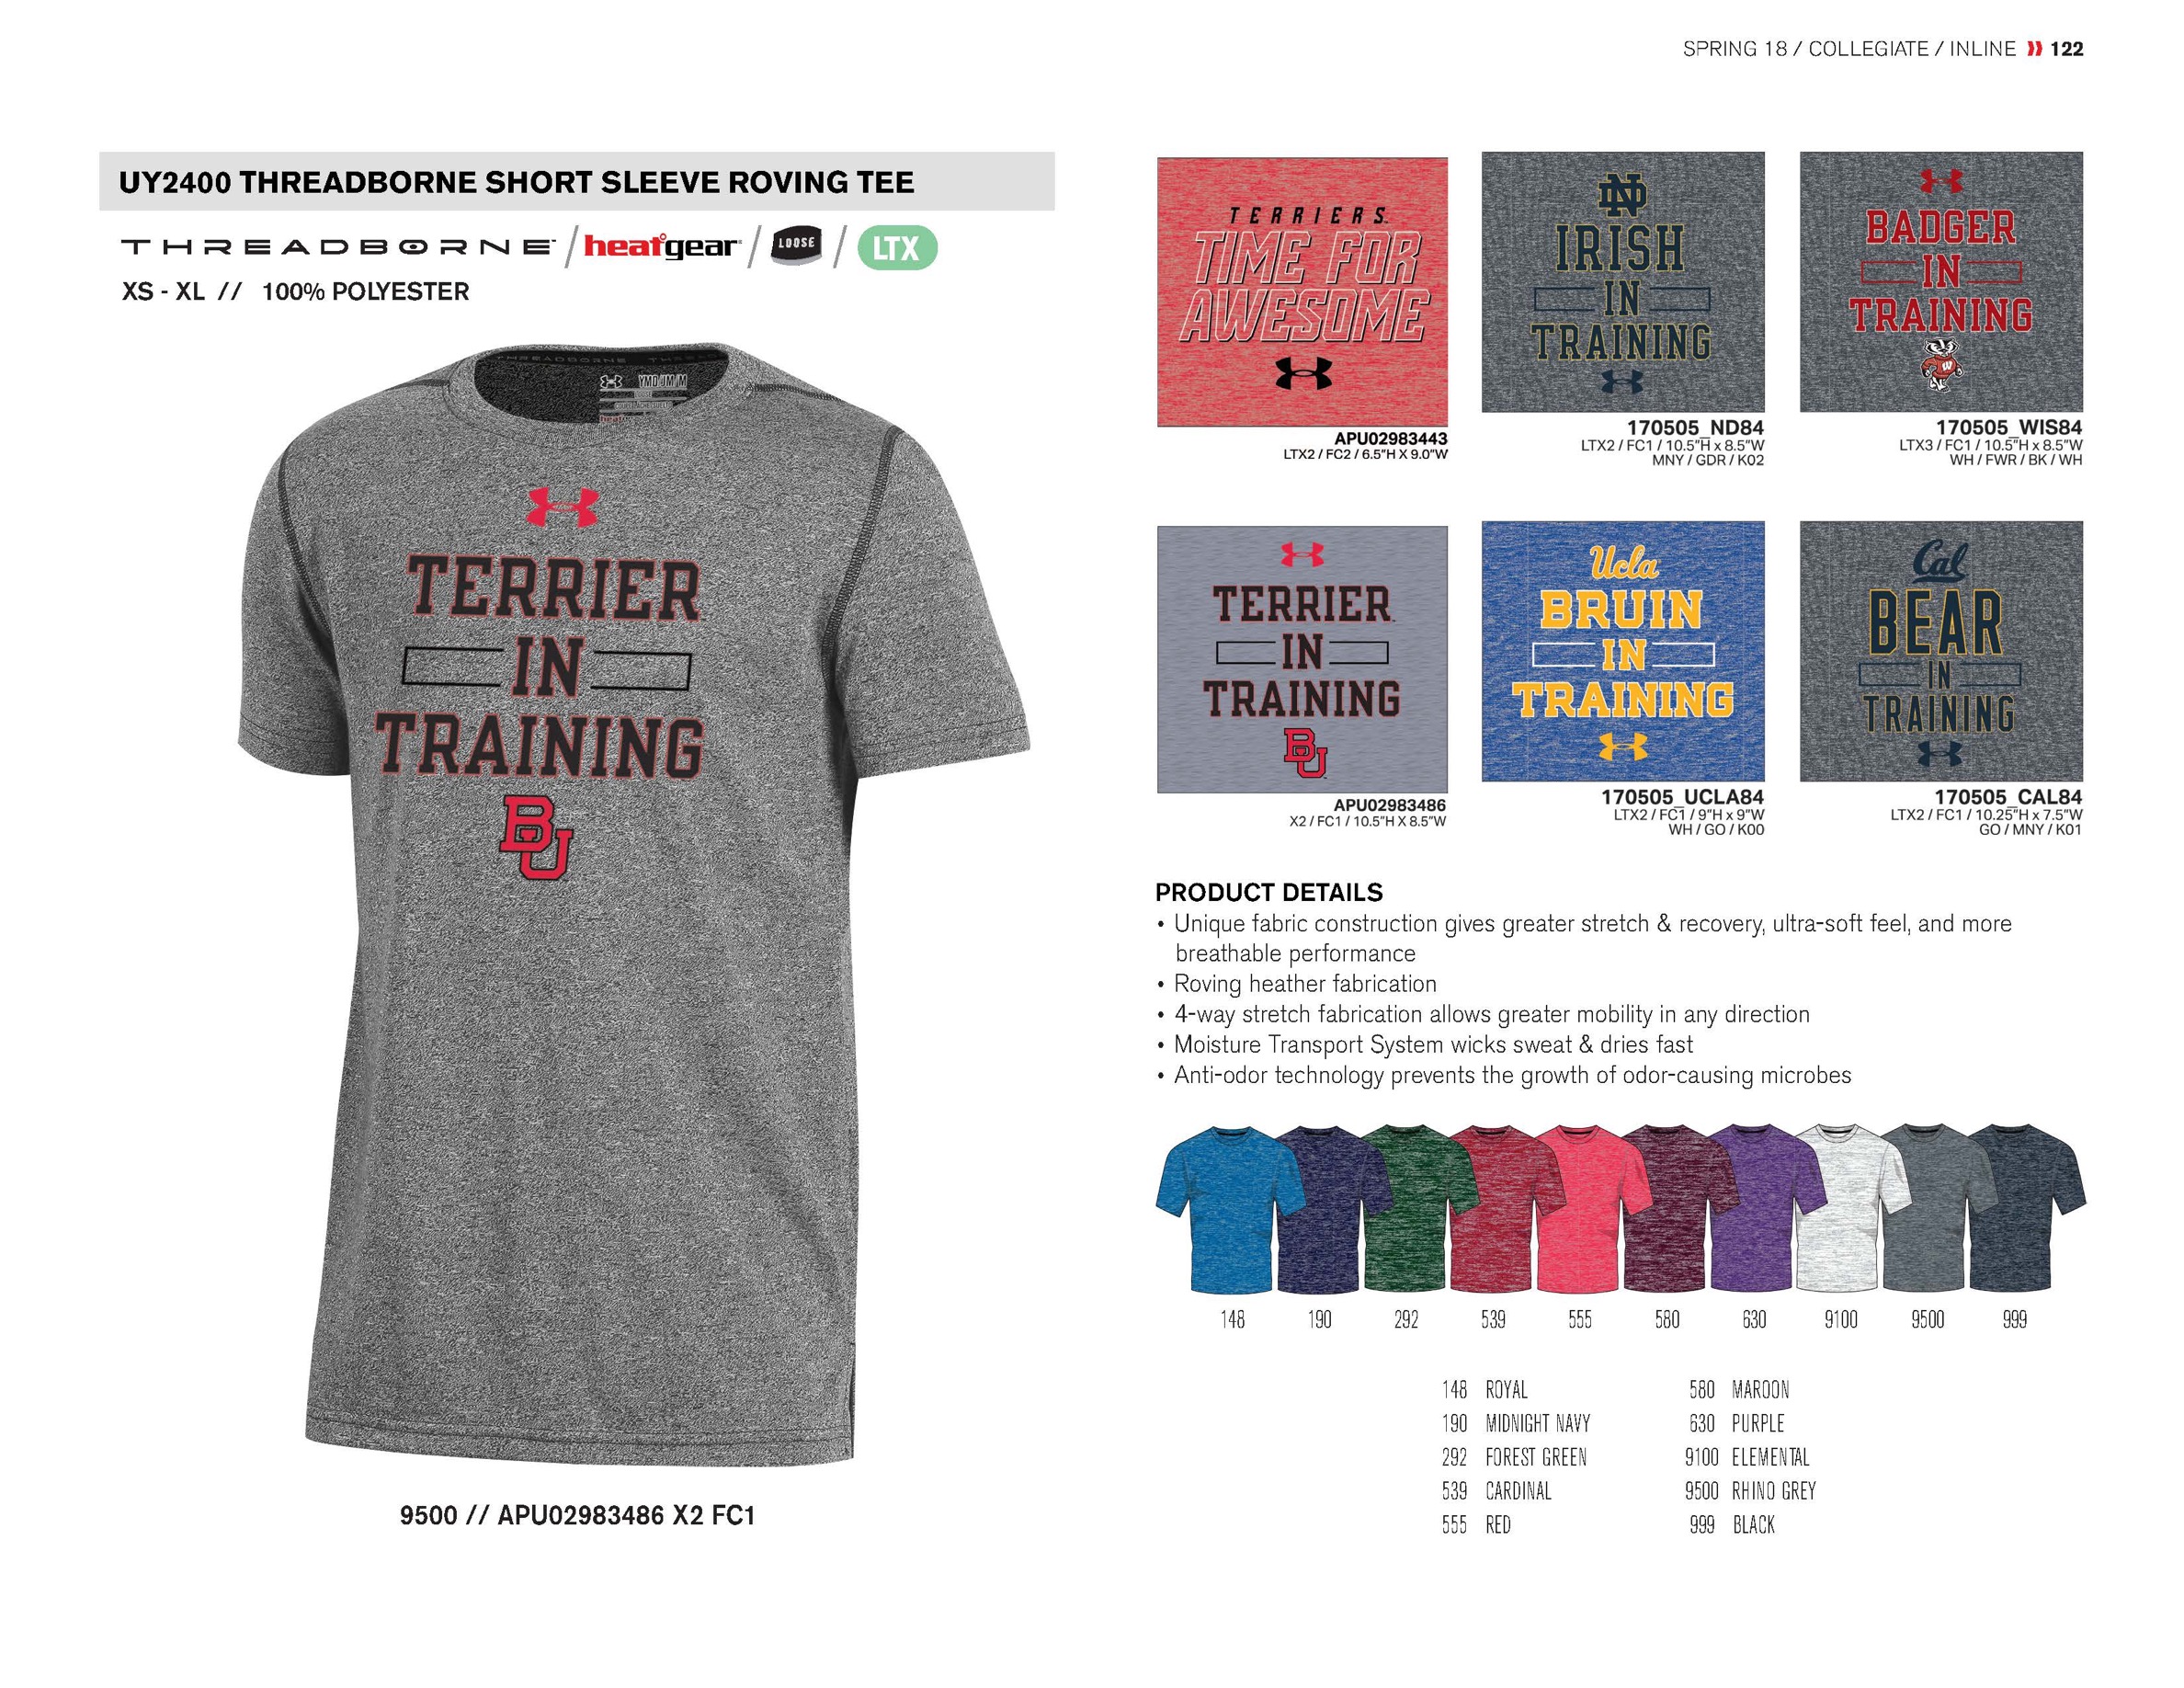 SPRING 18 / COLLEGIATE / INLINE 122
UY2400 THREADBORNE SHORT SLEEVE ROVING TEE
THREADBORNE / heatgear / LOOSE / LTX
XS - XL // 100% POLYESTER
THREADBORNE
YMD/JM/M
TERRIER
IN
TRAINING
BU
9500 // APU02983486 X2 FC1
TERRIERS
TIME FOR
AWESOME
APU02983443
LTX2 / FC2 / 6.5"H X 9.0"W
ND
IRISH
IN
TRAINING
170505_ND84
LTX2 / FC1 / 10.5"H x 8.5"W
MNY / GDR / K02
BADGER
IN
TRAINING
W
170505_WIS84
LTX3 / FC1 / 10.5"H x 8.5"W
WH / FWR / BK / WH
TERRIER
IN
TRAINING
BU
APU02983486
X2 / FC1 / 10.5"H X 8.5"W
Ucla
BRUIN
IN
TRAINING
170505_UCLA84
LTX2 / FC1 / 9"H x 9"W
WH / GO / K00
Cal
BEAR
IN
TRAINING
170505_CAL84
LTX2 / FC1 / 10.25"H x 7.5"W
GO / MNY / K01
PRODUCT DETAILS
• Unique fabric construction gives greater stretch & recovery, ultra-soft feel, and more
breathable performance
• Roving heather fabrication
• 4-way stretch fabrication allows greater mobility in any direction
• Moisture Transport System wicks sweat & dries fast
• Anti-odor technology prevents the growth of odor-causing microbes
148 190 292 539 555 580 630 9100 9500 999
148 ROYAL
190 MIDNIGHT NAVY
292 FOREST GREEN
539 CARDINAL
555 RED
580 MAROON
630 PURPLE
9100 ELEMENTAL
9500 RHINO GREY
999 BLACK